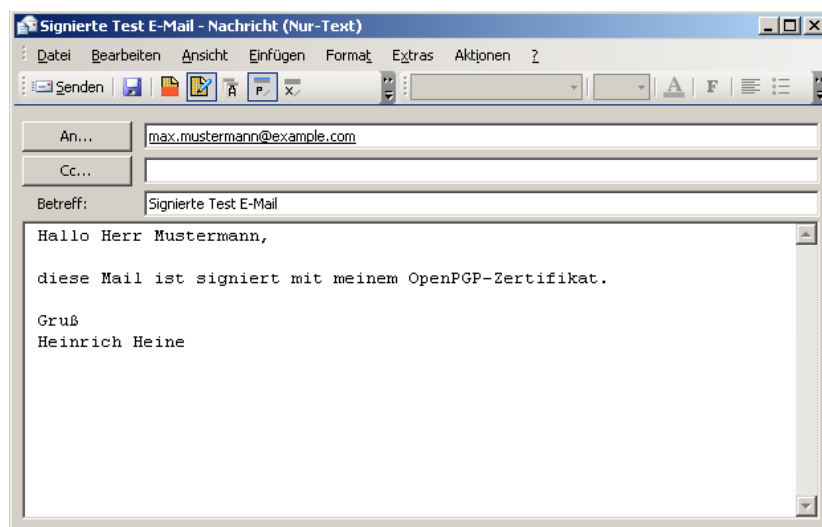 Signierte Test E-Mail - Nachricht (Nur-Text)
Datei Bearbeiten Ansicht Einfügen Format Extras Aktionen ?
Senden A P X A F
An... max.mustermann@example.com
Cc...
Betreff: Signierte Test E-Mail
Hallo Herr Mustermann,
diese Mail ist signiert mit meinem OpenPGP-Zertifikat.
Gruß
Heinrich Heine